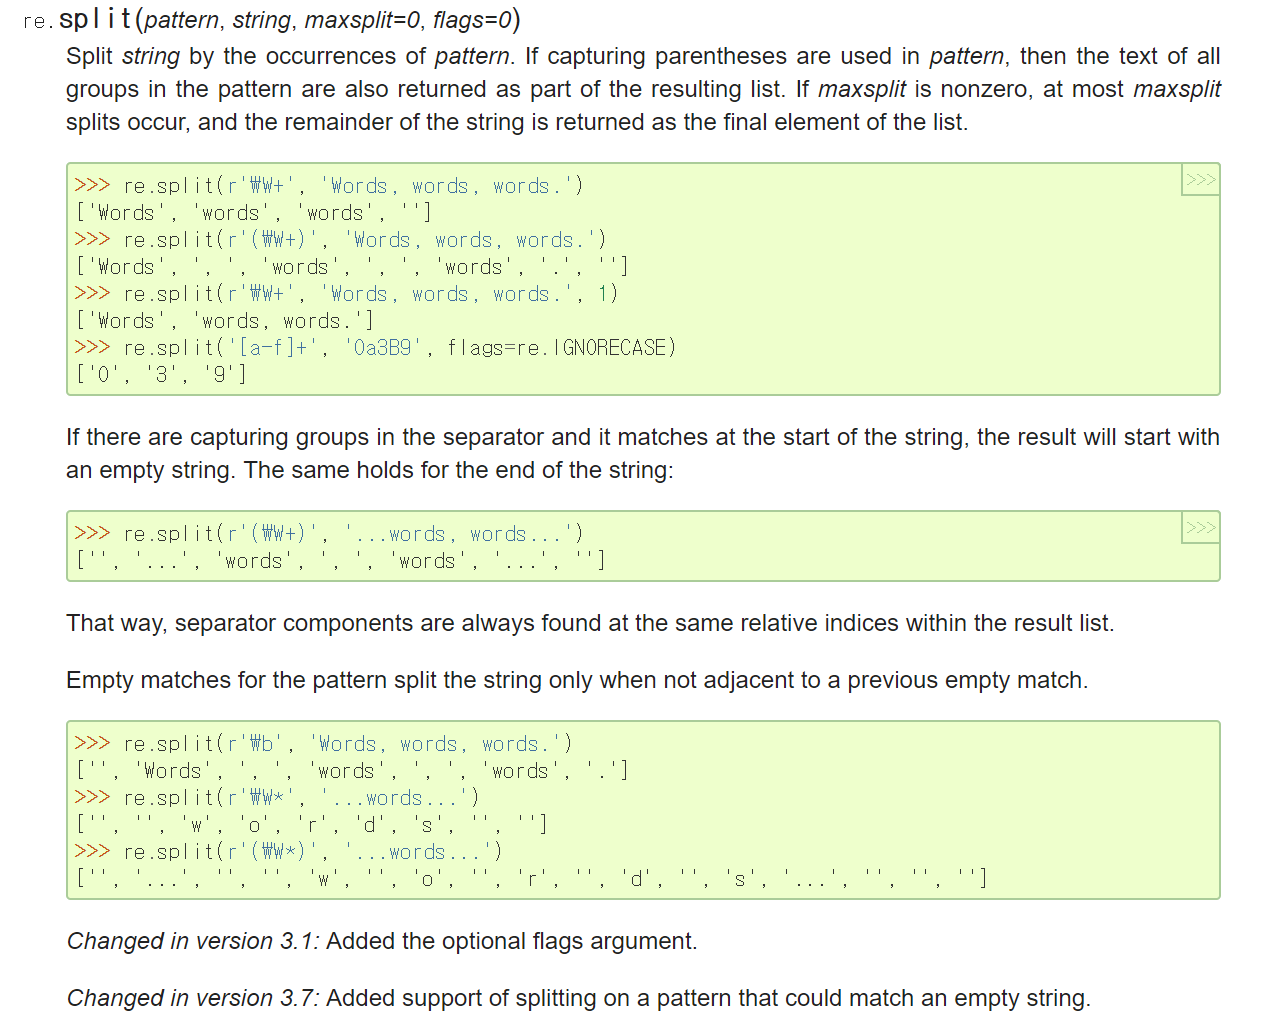 re.split(pattern, string, maxsplit=0, flags=0)
Split string by the occurrences of pattern. If capturing parentheses are used in pattern, then the text of all
groups in the pattern are also returned as part of the resulting list. If maxsplit is nonzero, at most maxsplit
splits occur, and the remainder of the string is returned as the final element of the list.
>>>
>>> re.split(r'₩W+', 'Words, words, words.')
['Words', 'words', 'words', '']
>>> re.split(r'(₩W+)', 'Words, words, words.')
['Words', ', ', 'words', ', ', 'words', '.', '']
>>> re.split(r'₩W+', 'Words, words, words.', 1)
['Words', 'words, words.']
>>> re.split('[a-f]+', '0a3B9', flags=re.IGNORECASE)
['0', '3', '9']
If there are capturing groups in the separator and it matches at the start of the string, the result will start with
an empty string. The same holds for the end of the string:
>>>
>>> re.split(r'(₩W+)', '...words, words...')
['', '...', 'words', ', ', 'words', '...', '']
That way, separator components are always found at the same relative indices within the result list.
Empty matches for the pattern split the string only when not adjacent to a previous empty match.
>>> re.split(r'₩b', 'Words, words, words.')
['', 'Words', ', ', 'words', ', ', 'words', '.']
>>> re.split(r'₩W*', '...words...')
['', '', 'w', 'o', 'r', 'd', 's', '', '']
>>> re.split(r'(₩W*)', '...words...')
['', '...', '', '', 'w', '', 'o', '', 'r', '', 'd', '', 's', '...', '', '', '']
Changed in version 3.1: Added the optional flags argument.
Changed in version 3.7: Added support of splitting on a pattern that could match an empty string.